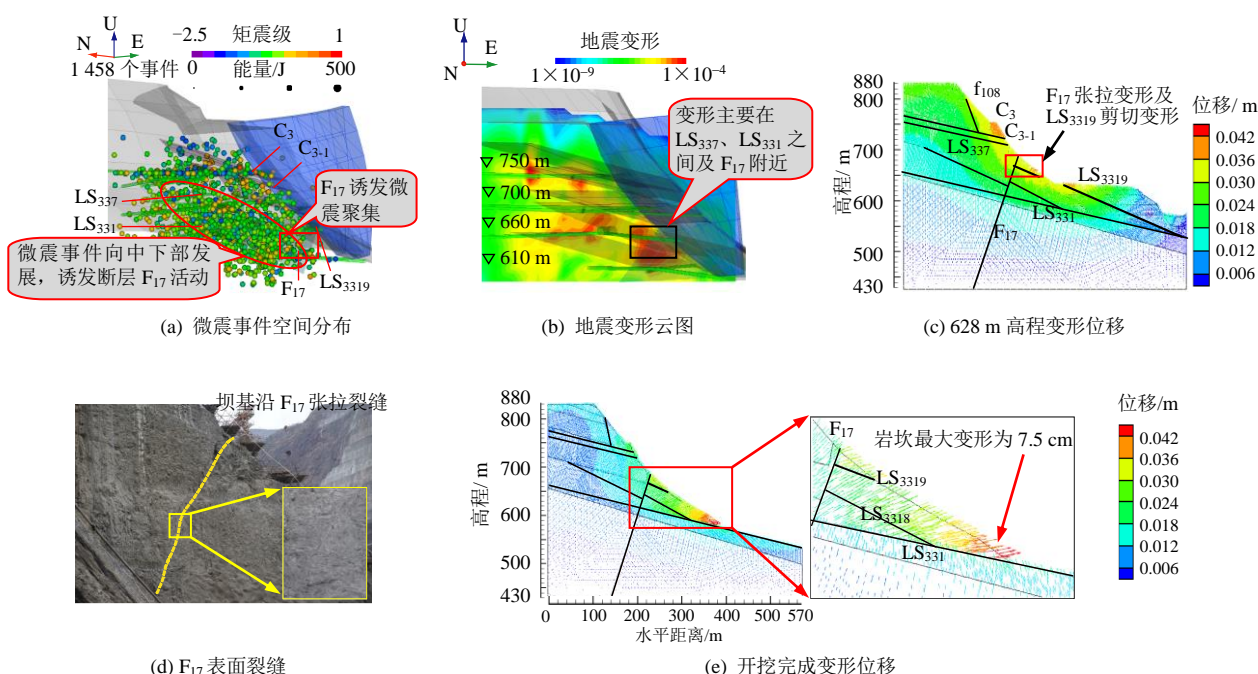 U
N
E
−2.5 矩震级 1
1 458 个事件 0 能量/J 500
C3
C3-1
LS337
LS331
F17 诱发微
震聚集
微震事件向中下部发
展，诱发断层 F17 活动
F17
LS3319
(a) 微震事件空间分布
U
E
N
地震变形
1×10−9 1×10−4
变形主要在
LS337、LS331 之
间及 F17 附近
750 m
700 m
660 m
610 m
(b) 地震变形云图
880
800
700
600
500
430
高程/ m
f108
C3
C3-1
F17 张拉变形及
LS3319 剪切变形
LS337
LS3319
LS331
F17
位移/ m
0.042
0.036
0.030
0.024
0.018
0.012
0.006
(c) 628 m 高程变形位移
坝基沿 F17 张拉裂缝
(d) F17 表面裂缝
880
800
700
600
500
430
高程/ m
0 100 200 300 400 500 570
水平距离/m
F17
岩坎最大变形为 7.5 cm
LS3319
LS3318
LS331
位移/m
0.042
0.036
0.030
0.024
0.018
0.012
0.006
(e) 开挖完成变形位移